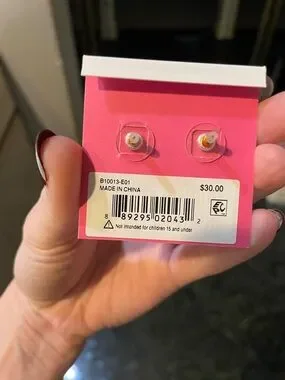 B10013-E01
MADE IN CHINA
$30.00
8 89295 02043 2
Not intended for children 15 and under